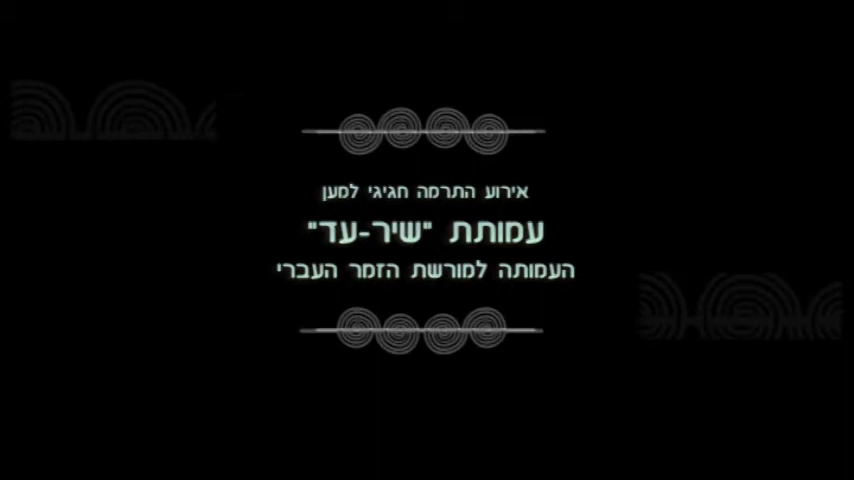 אירוע התרמה חגיגי למען
עמותת "שיר-עד"
העמותה למורשת הזמר העברי